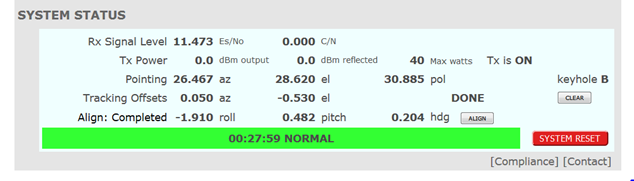 SYSTEM STATUS
Rx Signal Level 11.473 Es/No 0.000 C/N
Tx Power 0.0 dBm output 0.0 dBm reflected 40 Max watts Tx is ON
Pointing 26.467 az 28.620 el 30.885 pol keyhole B
Tracking Offsets 0.050 az -0.530 el DONE CLEAR
Align: Completed -1.910 roll 0.482 pitch 0.204 hdg ALIGN
00:27:59 NORMAL SYSTEM RESET
[Compliance] [Contact]